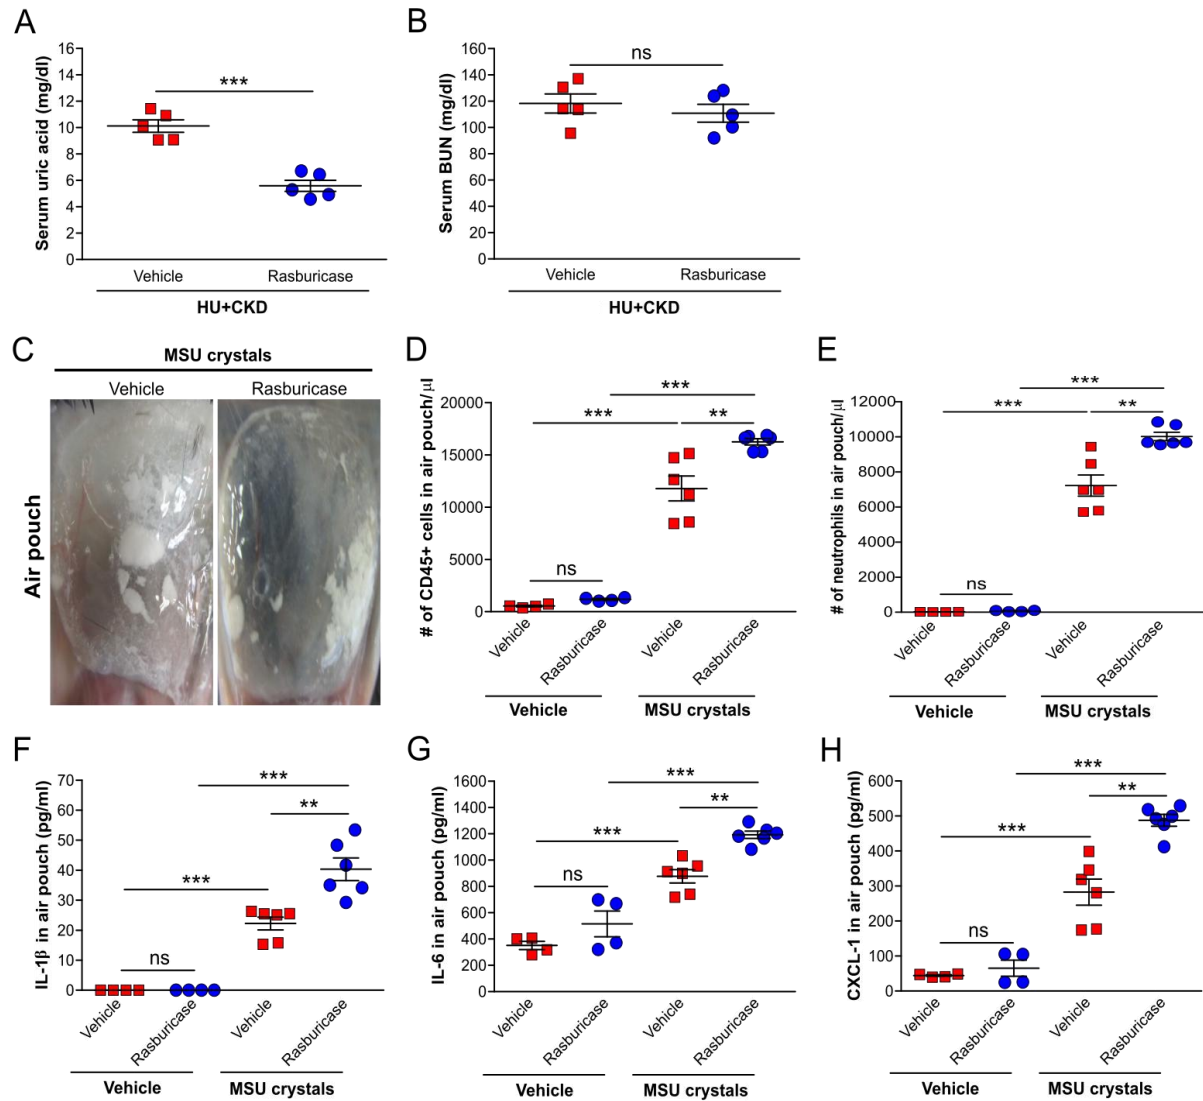 A
Serum uric acid (mg/dl)
16
14
12
10
8
6
4
2
0
***
Vehicle
Rasburicase
HU+CKD
B
Serum BUN (mg/dl)
160
140
120
100
80
60
40
20
0
ns
Vehicle
Rasburicase
HU+CKD
C
MSU crystals
Vehicle
Rasburicase
Air pouch
D
# of CD45+ cells in air pouch/μl
20000
15000
10000
5000
0
***
***
**
ns
Vehicle
Rasburicase
Vehicle
Rasburicase
Vehicle
MSU crystals
E
# of neutrophils in air pouch/μl
12000
10000
8000
6000
4000
2000
0
***
***
**
ns
Vehicle
Rasburicase
Vehicle
Rasburicase
Vehicle
MSU crystals
F
IL-1β in air pouch (pg/ml)
70
60
50
40
30
20
10
0
***
**
***
ns
Vehicle
Rasburicase
Vehicle
Rasburicase
Vehicle
MSU crystals
G
IL-6 in air pouch (pg/ml)
1600
1400
1200
1000
800
600
400
200
0
***
**
***
ns
Vehicle
Rasburicase
Vehicle
Rasburicase
Vehicle
MSU crystals
H
CXCL-1 in air pouch (pg/ml)
600
500
400
300
200
100
0
***
**
***
ns
Vehicle
Rasburicase
Vehicle
Rasburicase
Vehicle
MSU crystals